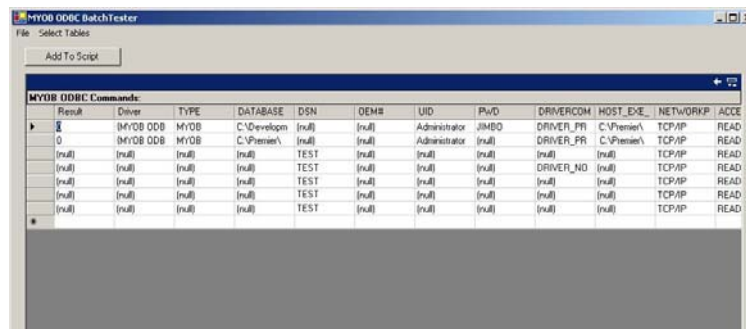 MYOB ODBC BatchTester
File Select Tables
Add To Script
MYOB ODBC Commands:
Result Driver TYPE DATABASE DSN OEM# UID PWD DRIVERCOM HOST_EXE_ NETWORKP ACCE
0 {MYOB ODB MYOB C:\Developm (null) (null) Administrator JIMBO DRIVER_PR C:\Premier\ TCP/IP READ
0 {MYOB ODB MYOB C:\Premier\ (null) (null) Administrator (null) DRIVER_PR C:\Premier\ TCP/IP READ
(null) (null) (null) (null) TEST (null) (null) (null) (null) (null) TCP/IP READ
(null) (null) (null) (null) TEST (null) (null) (null) DRIVER_NO (null) TCP/IP READ
(null) (null) (null) (null) TEST (null) (null) (null) (null) (null) TCP/IP READ
(null) (null) (null) (null) TEST (null) (null) (null) (null) (null) TCP/IP READ
(null) (null) (null) (null) TEST (null) (null) (null) (null) (null) TCP/IP READ